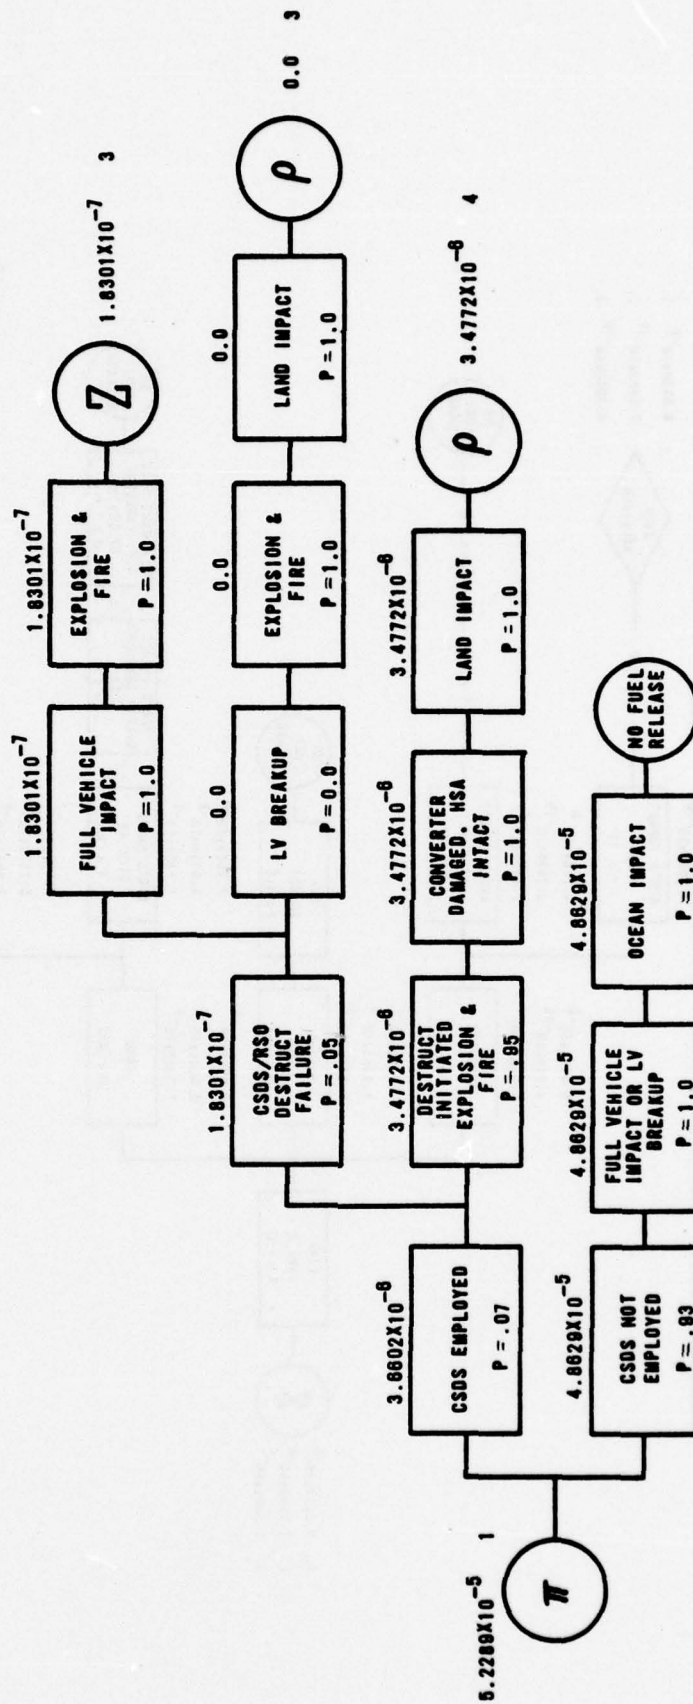 1.8301X10⁻⁷
FULL VEHICLE
IMPACT
P=1.0
1.8301X10⁻⁷
EXPLOSION &
FIRE
P=1.0
Z
1.8301X10⁻⁷ 3
1.8301X10⁻⁷
CSDS/RSO
DESTRUCT
FAILURE
P=.05
0.0
LV BREAKUP
P=0.0
0.0
EXPLOSION &
FIRE
P=1.0
0.0
LAND IMPACT
P=1.0
ρ
0.0 3
3.6602X10⁻⁶
CSDS EMPLOYED
P=.07
3.4772X10⁻⁶
DESTRUCT
INITIATED
EXPLOSION &
FIRE
P=.95
3.4772X10⁻⁶
CONVERTER
DAMAGED, HSA
INTACT
P=1.0
3.4772X10⁻⁶
LAND IMPACT
P=1.0
ρ
3.4772X10⁻⁶ 4
5.2289X10⁻⁵ 1
π
4.8629X10⁻⁵
CSDS NOT
EMPLOYED
P=.93
4.8629X10⁻⁵
FULL VEHICLE
IMPACT OR LV
BREAKUP
P=1.0
4.8629X10⁻⁵
OCEAN IMPACT
P=1.0
NO FUEL
RELEASE